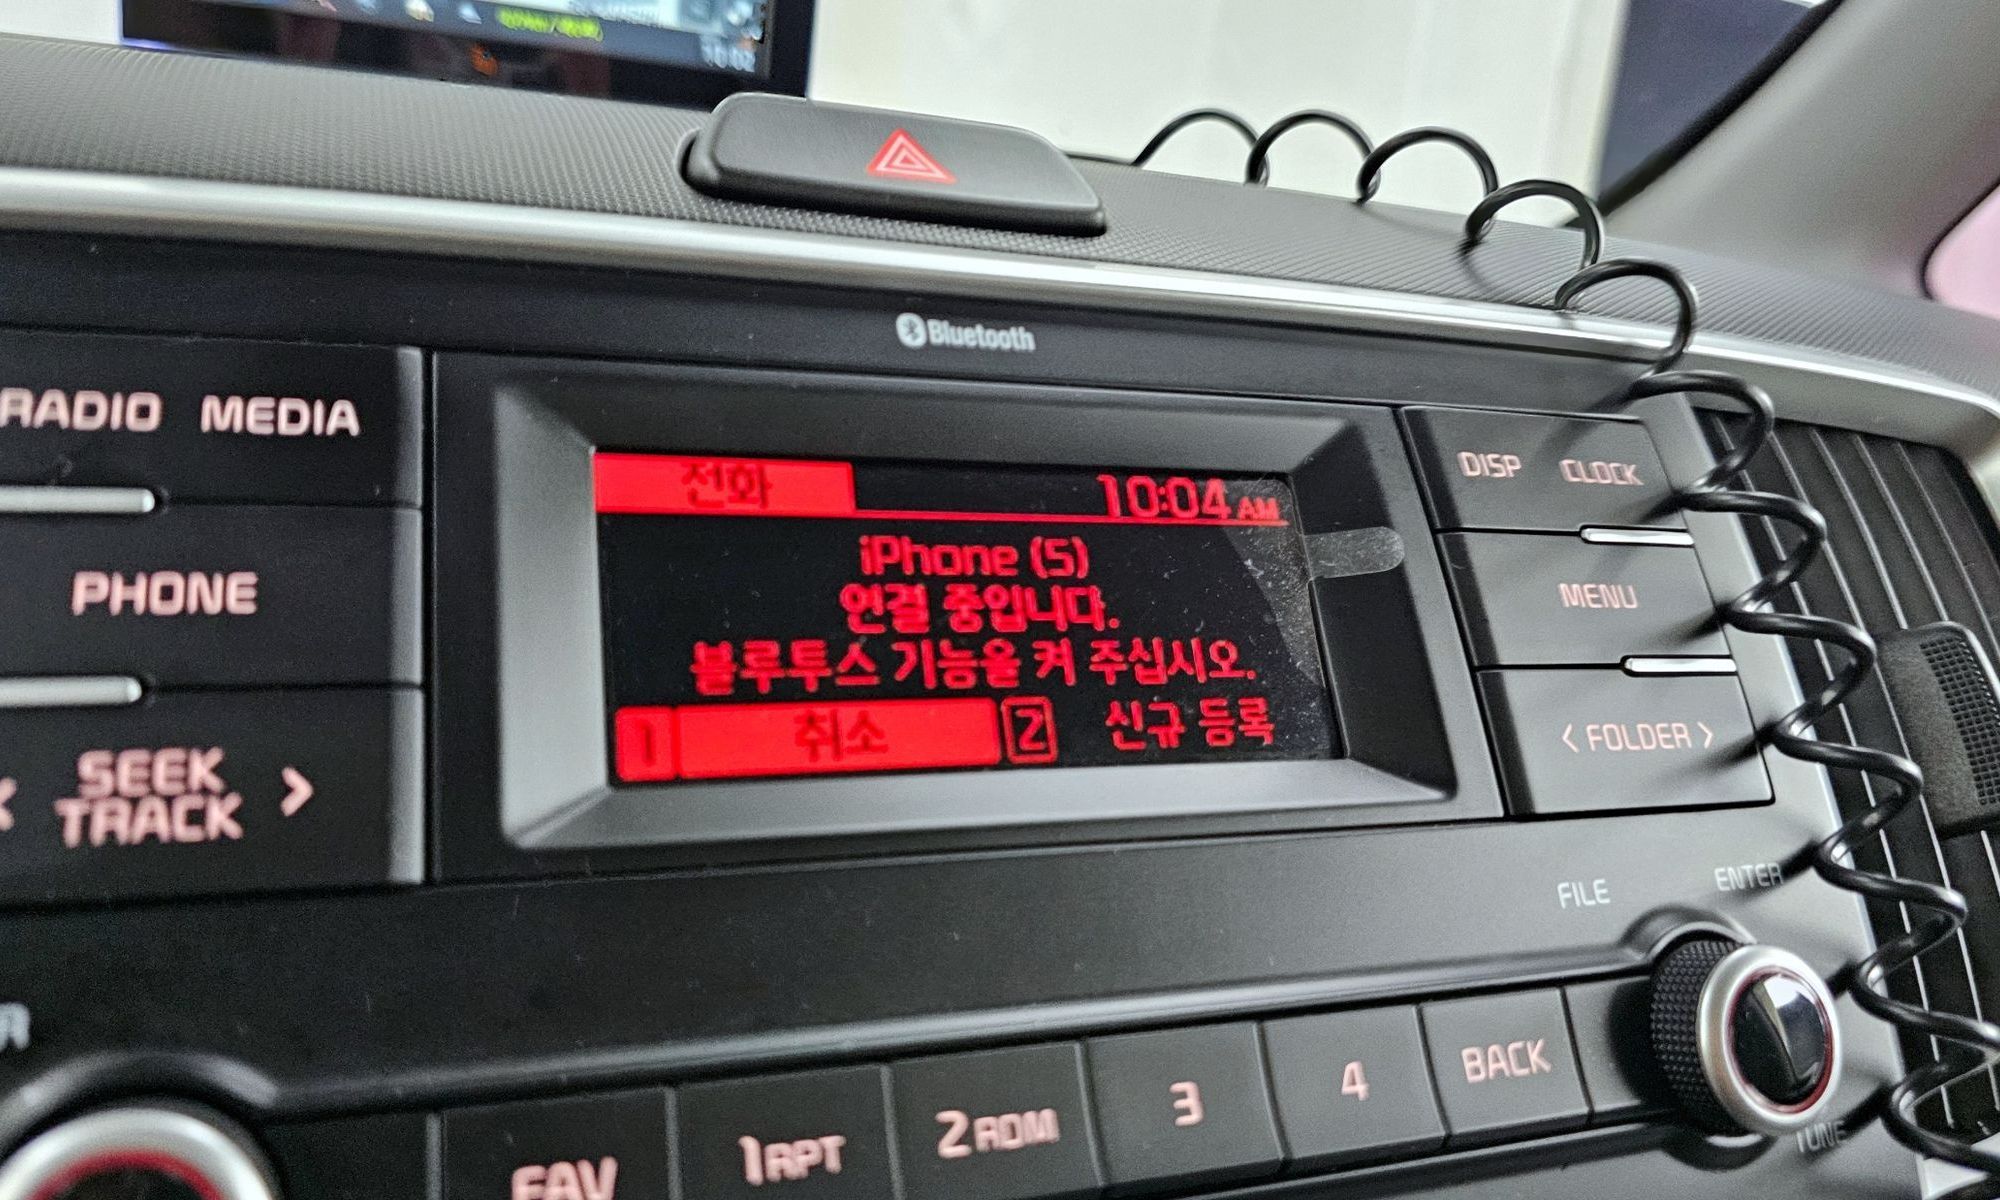 10:02
Bluetooth
RADIO MEDIA
PHONE
SEEK
TRACK
전화 10:04 AM
iPhone (5)
연결 중입니다.
블루투스 기능을 켜 주십시오.
1 취소 2 신규 등록
DISP CLOCK
MENU
< FOLDER >
FILE
ENTER
TUNE
FAV
1 RPT
2 RDM
3
4
BACK